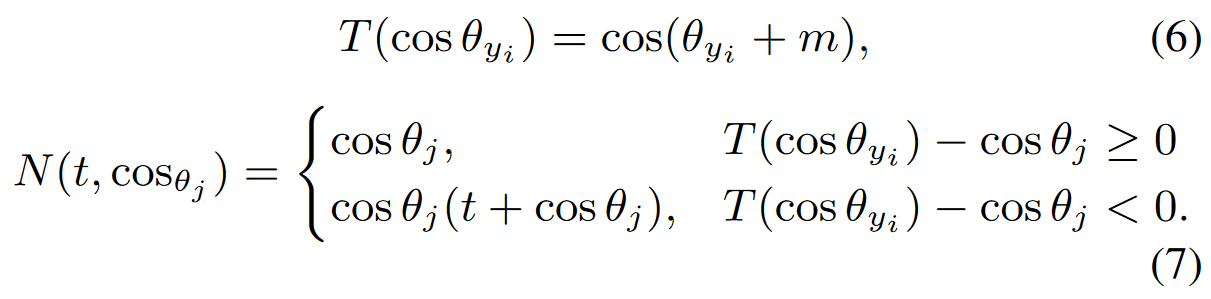 T(cos θ_{y_i}) = cos(θ_{y_i} + m), (6)
N(t, cos_{θ_j}) = { cos θ_j, T(cos θ_{y_i}) − cos θ_j ≥ 0
cos θ_j(t + cos θ_j), T(cos θ_{y_i}) − cos θ_j < 0.
(7)